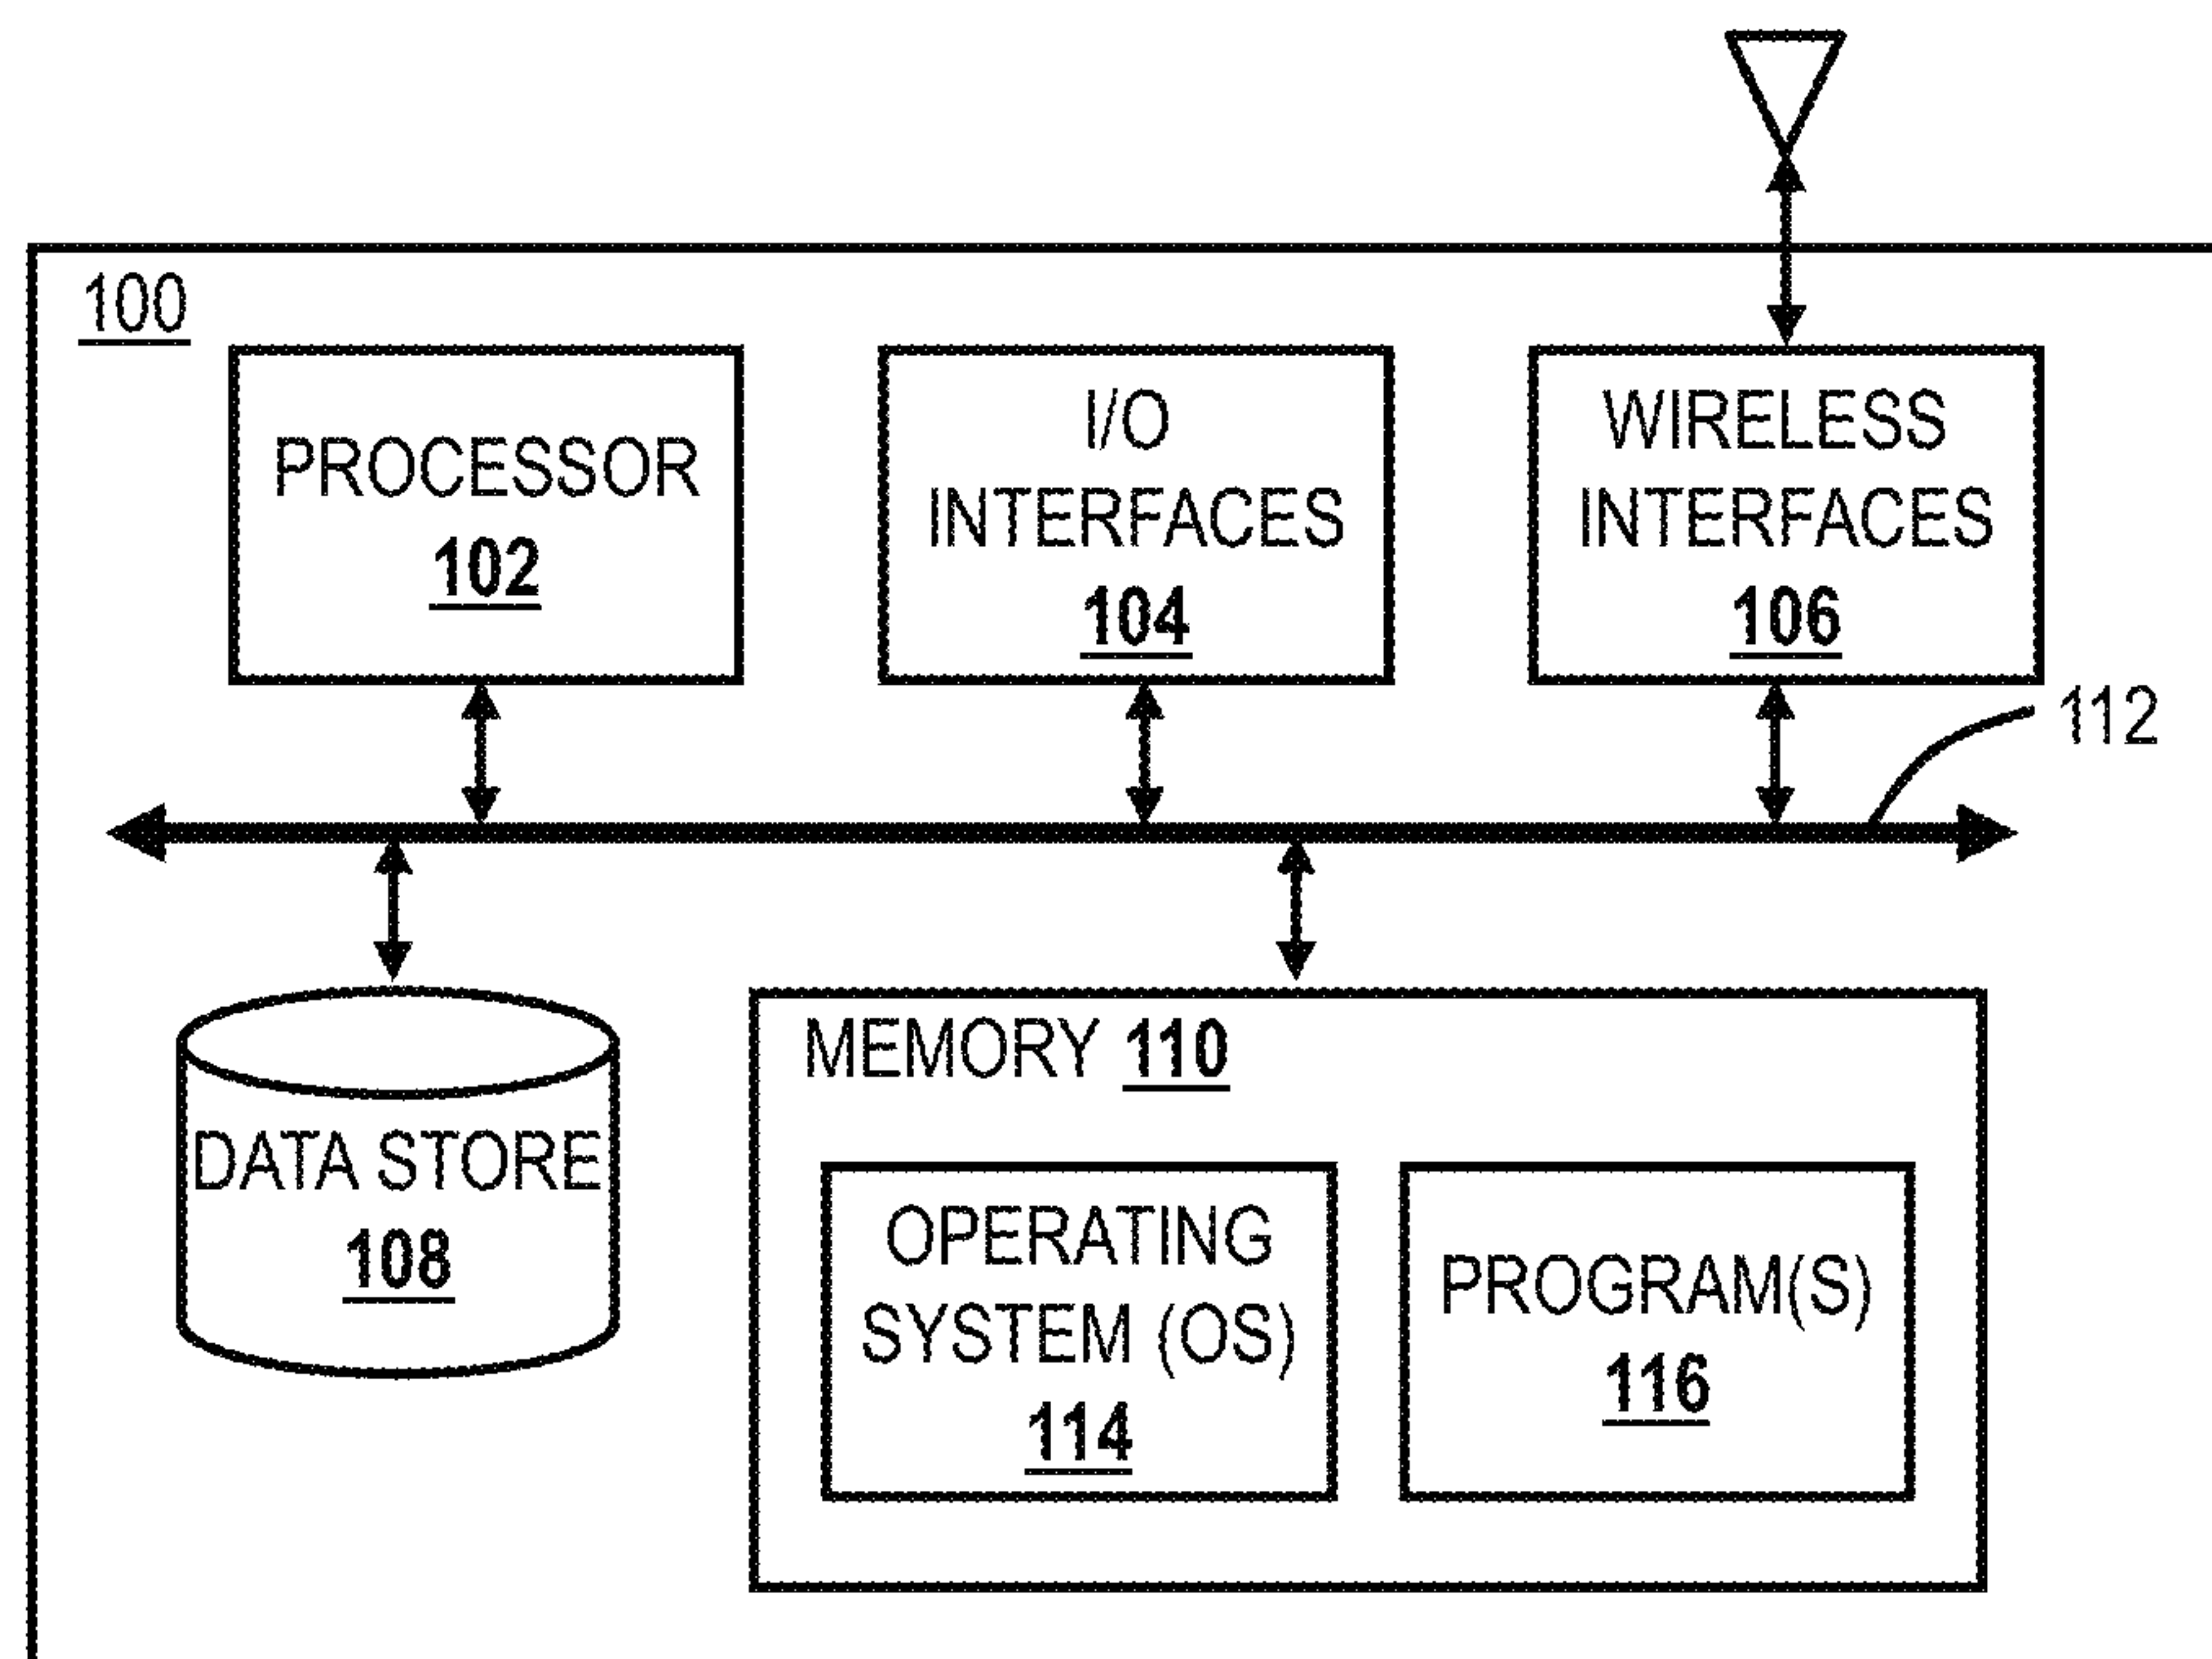 100
PROCESSOR
102
I/O
INTERFACES
104
WIRELESS
INTERFACES
106
112
DATA STORE
108
MEMORY 110
OPERATING
SYSTEM (OS)
114
PROGRAM(S)
116